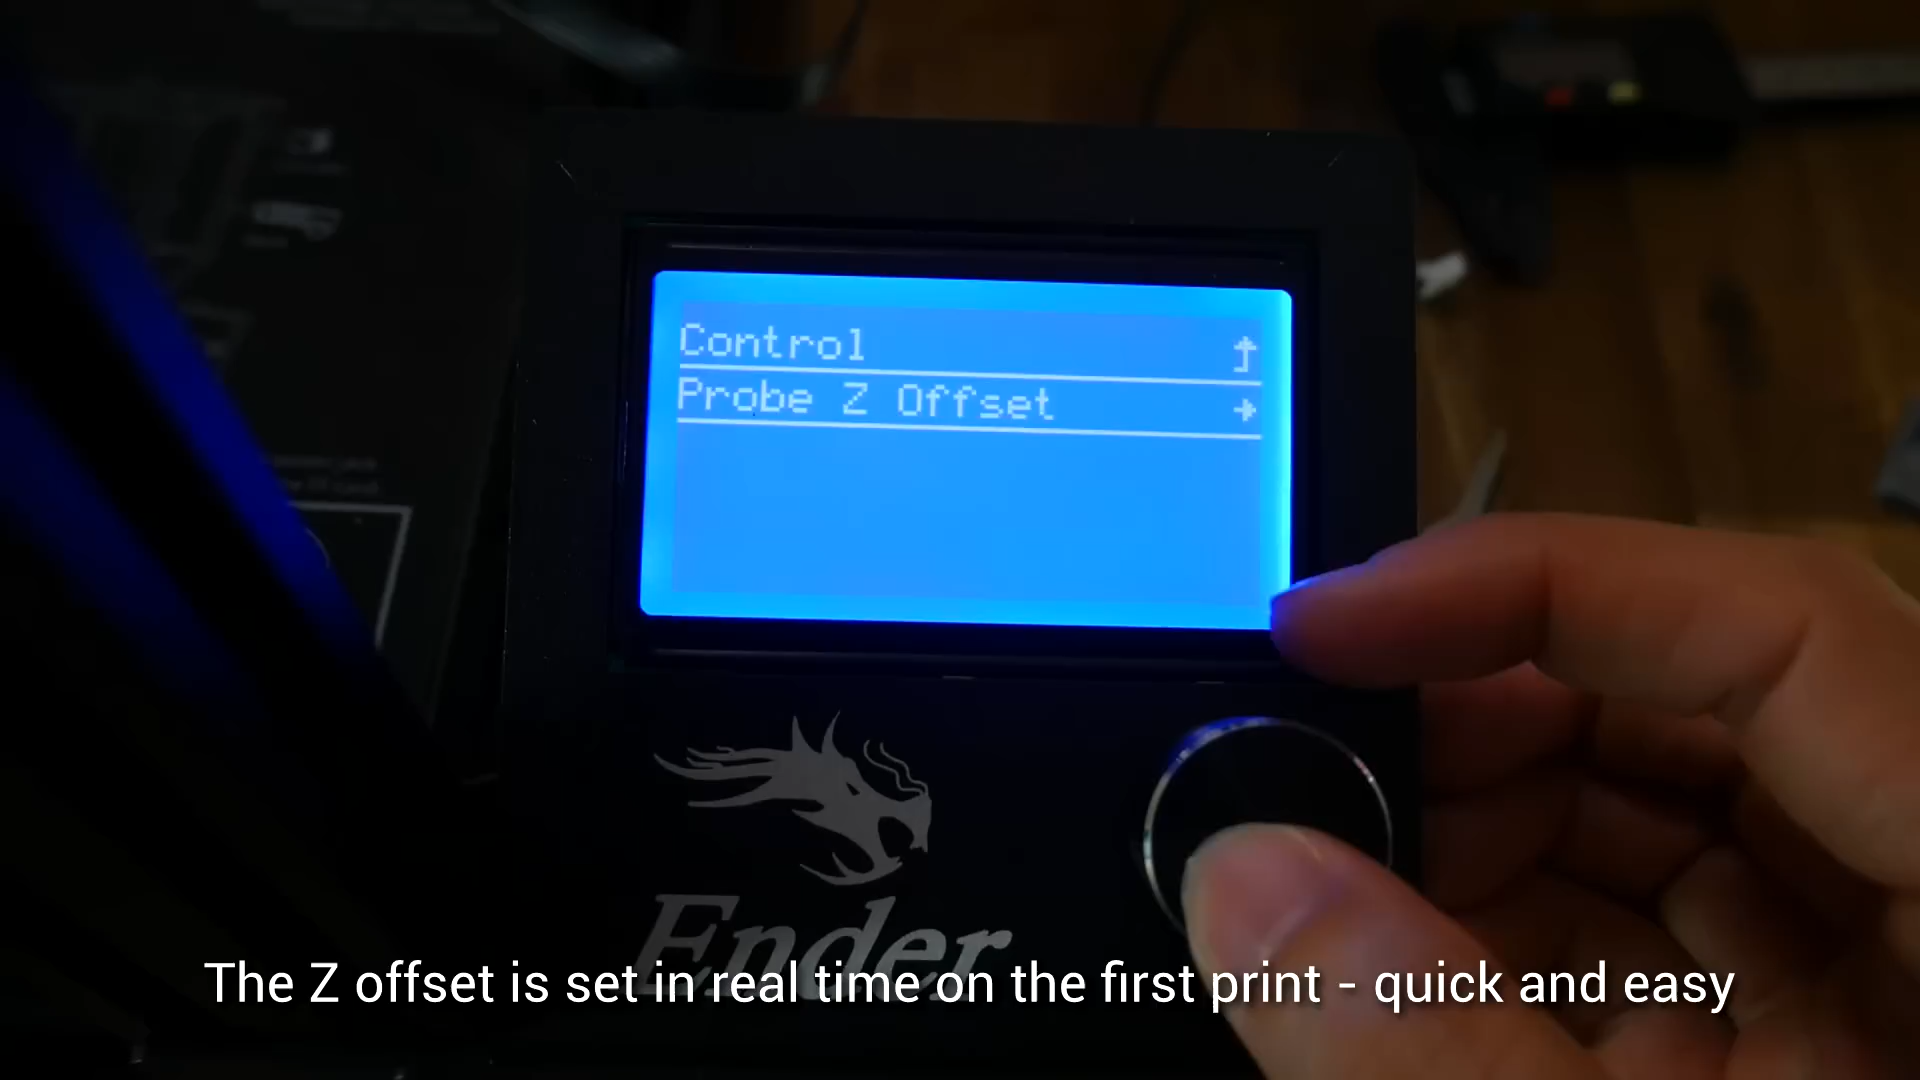 Control
Probe Z Offset
Ender
The Z offset is set in real time on the first print - quick and easy